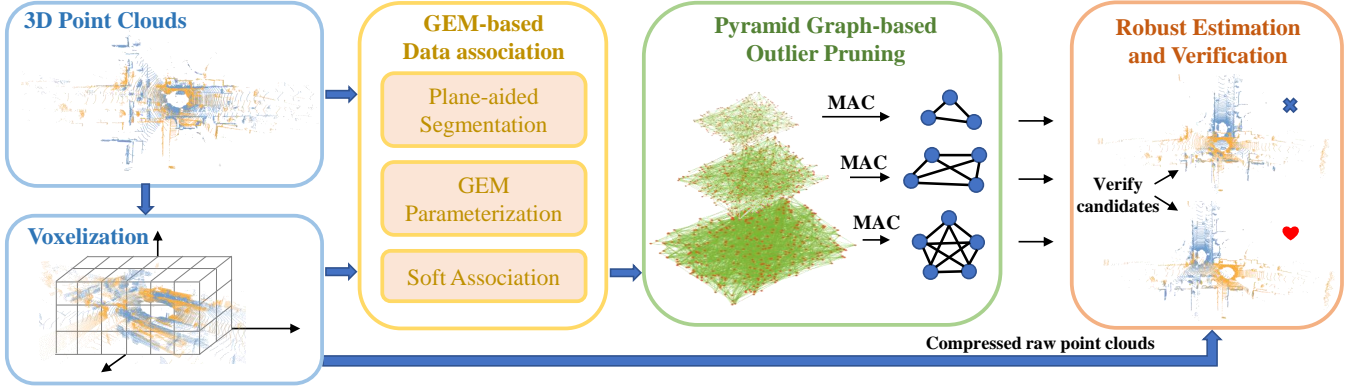 3D Point Clouds
Voxelization
GEM-based
Data association
Plane-aided
Segmentation
GEM
Parameterization
Soft Association
Pyramid Graph-based
Outlier Pruning
MAC
MAC
MAC
Robust Estimation
and Verification
Verify
candidates
Compressed raw point clouds